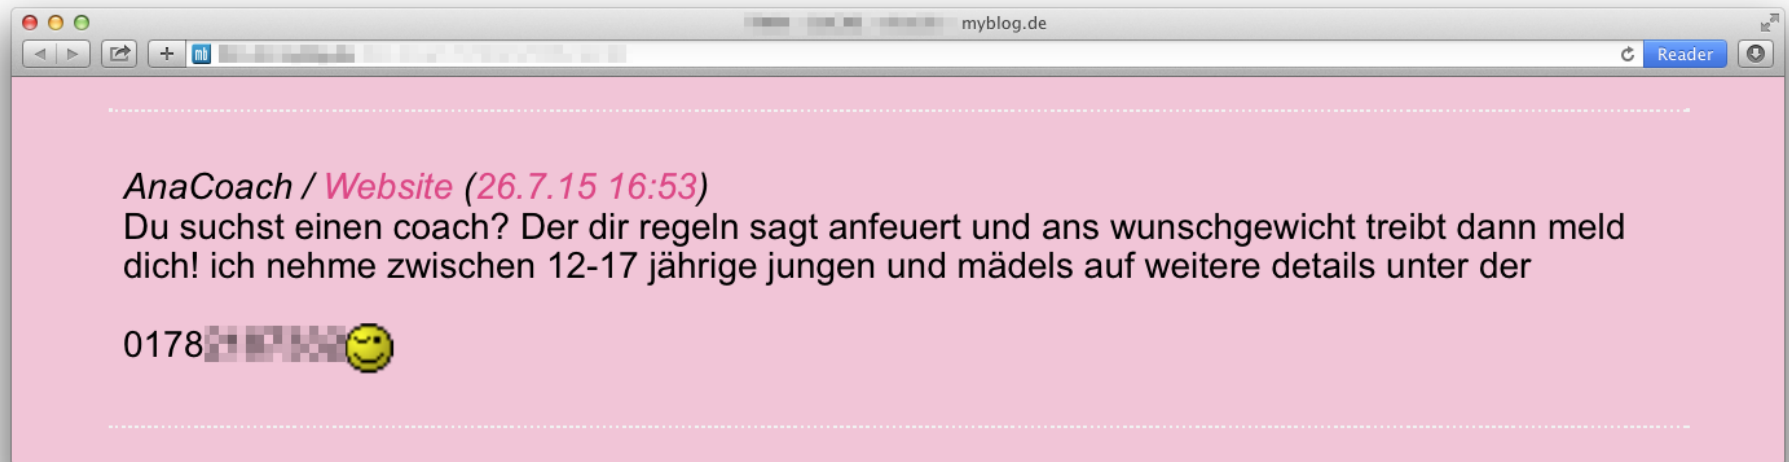 myblog.de
mb
Reader
AnaCoach / Website (26.7.15 16:53)
Du suchst einen coach? Der dir regeln sagt anfeuert und ans wunschgewicht treibt dann meld
dich! ich nehme zwischen 12-17 jährige jungen und mädels auf weitere details unter der
0178